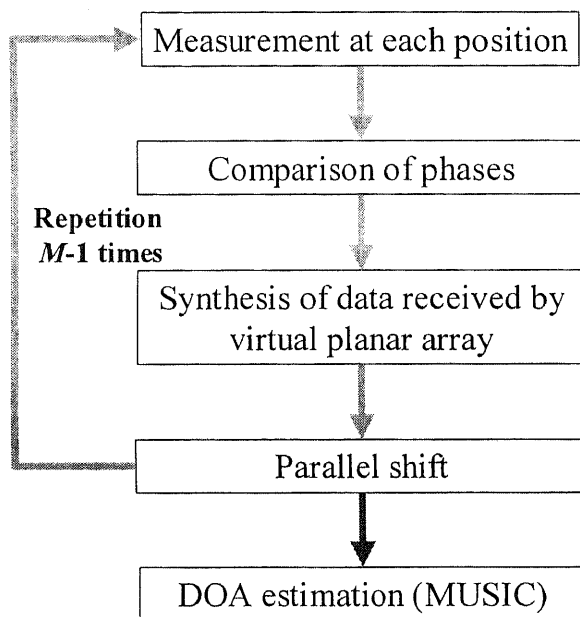 Measurement at each position
Comparison of phases
Repetition
M-1 times
Synthesis of data received by
virtual planar array
Parallel shift
DOA estimation (MUSIC)